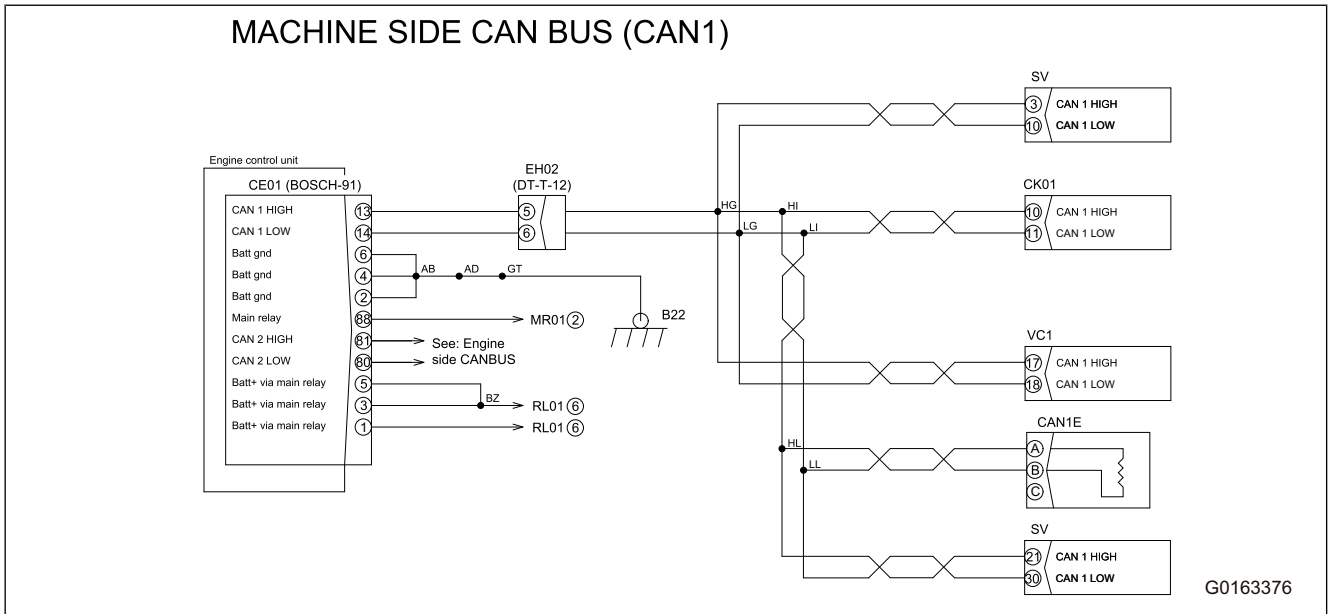 MACHINE SIDE CAN BUS (CAN1)
SV
3 CAN 1 HIGH
10 CAN 1 LOW
Engine control unit
CE01 (BOSCH-91)
EH02
(DT-T-12)
CK01
CAN 1 HIGH 13 5 HG HI 10 CAN 1 HIGH
CAN 1 LOW 14 6 LG LI 11 CAN 1 LOW
Batt gnd 6
Batt gnd 4 AB AD GT
Batt gnd 2
B22
Main relay 88 MR01 2
CAN 2 HIGH 81 See: Engine
CAN 2 LOW 80 side CANBUS
VC1
17 CAN 1 HIGH
18 CAN 1 LOW
Batt+ via main relay 5
Batt+ via main relay 3 BZ RL01 6
Batt+ via main relay 1 RL01 6
CAN1E
HL A
LL B
C
SV
21 CAN 1 HIGH
30 CAN 1 LOW
G0163376